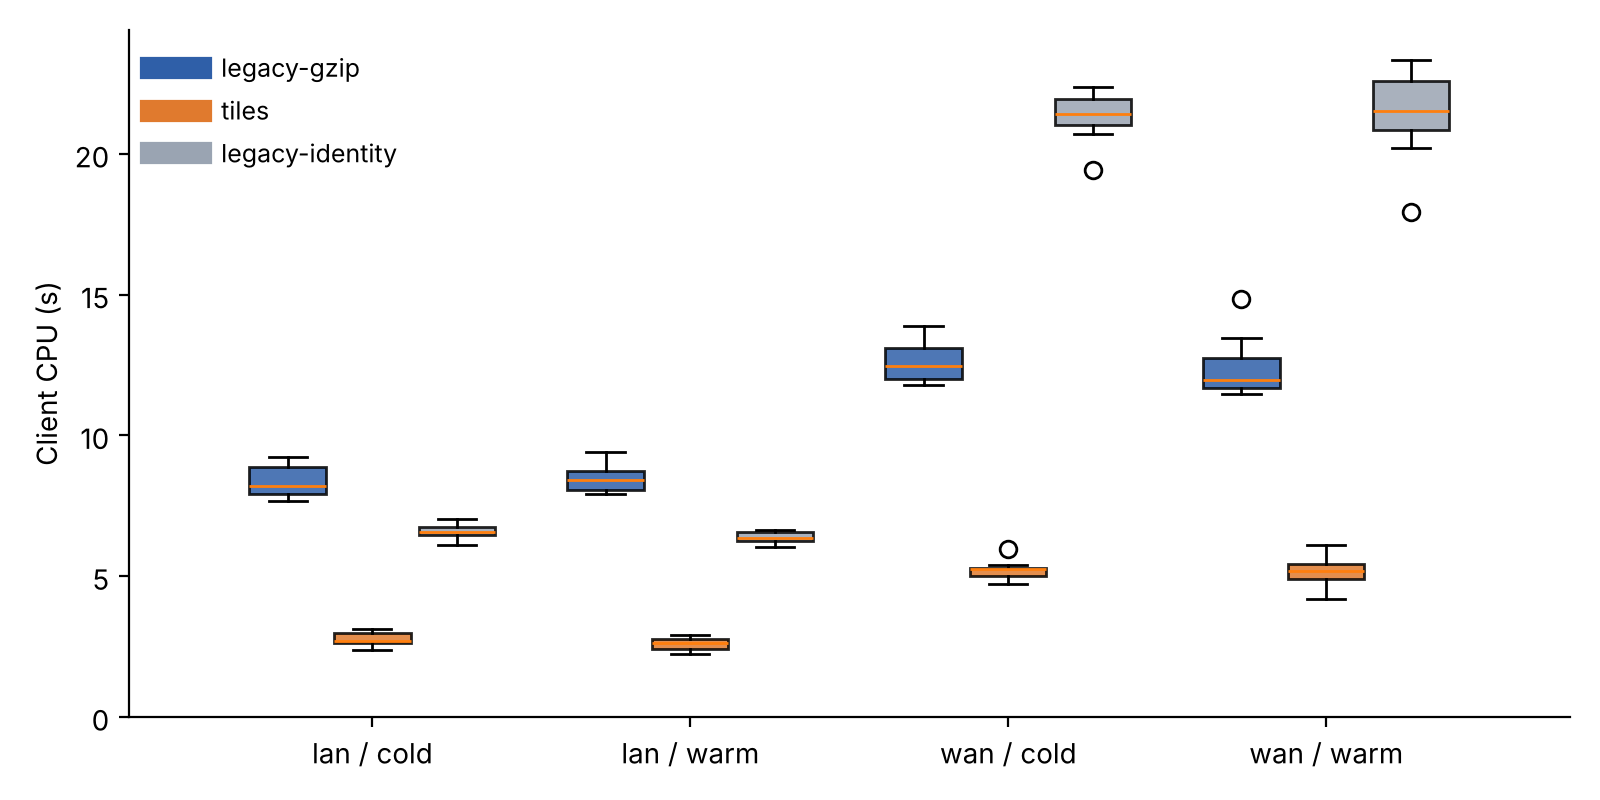 legacy-gzip
tiles
legacy-identity
Client CPU (s)
20
15
10
5
0
lan / cold
lan / warm
wan / cold
wan / warm